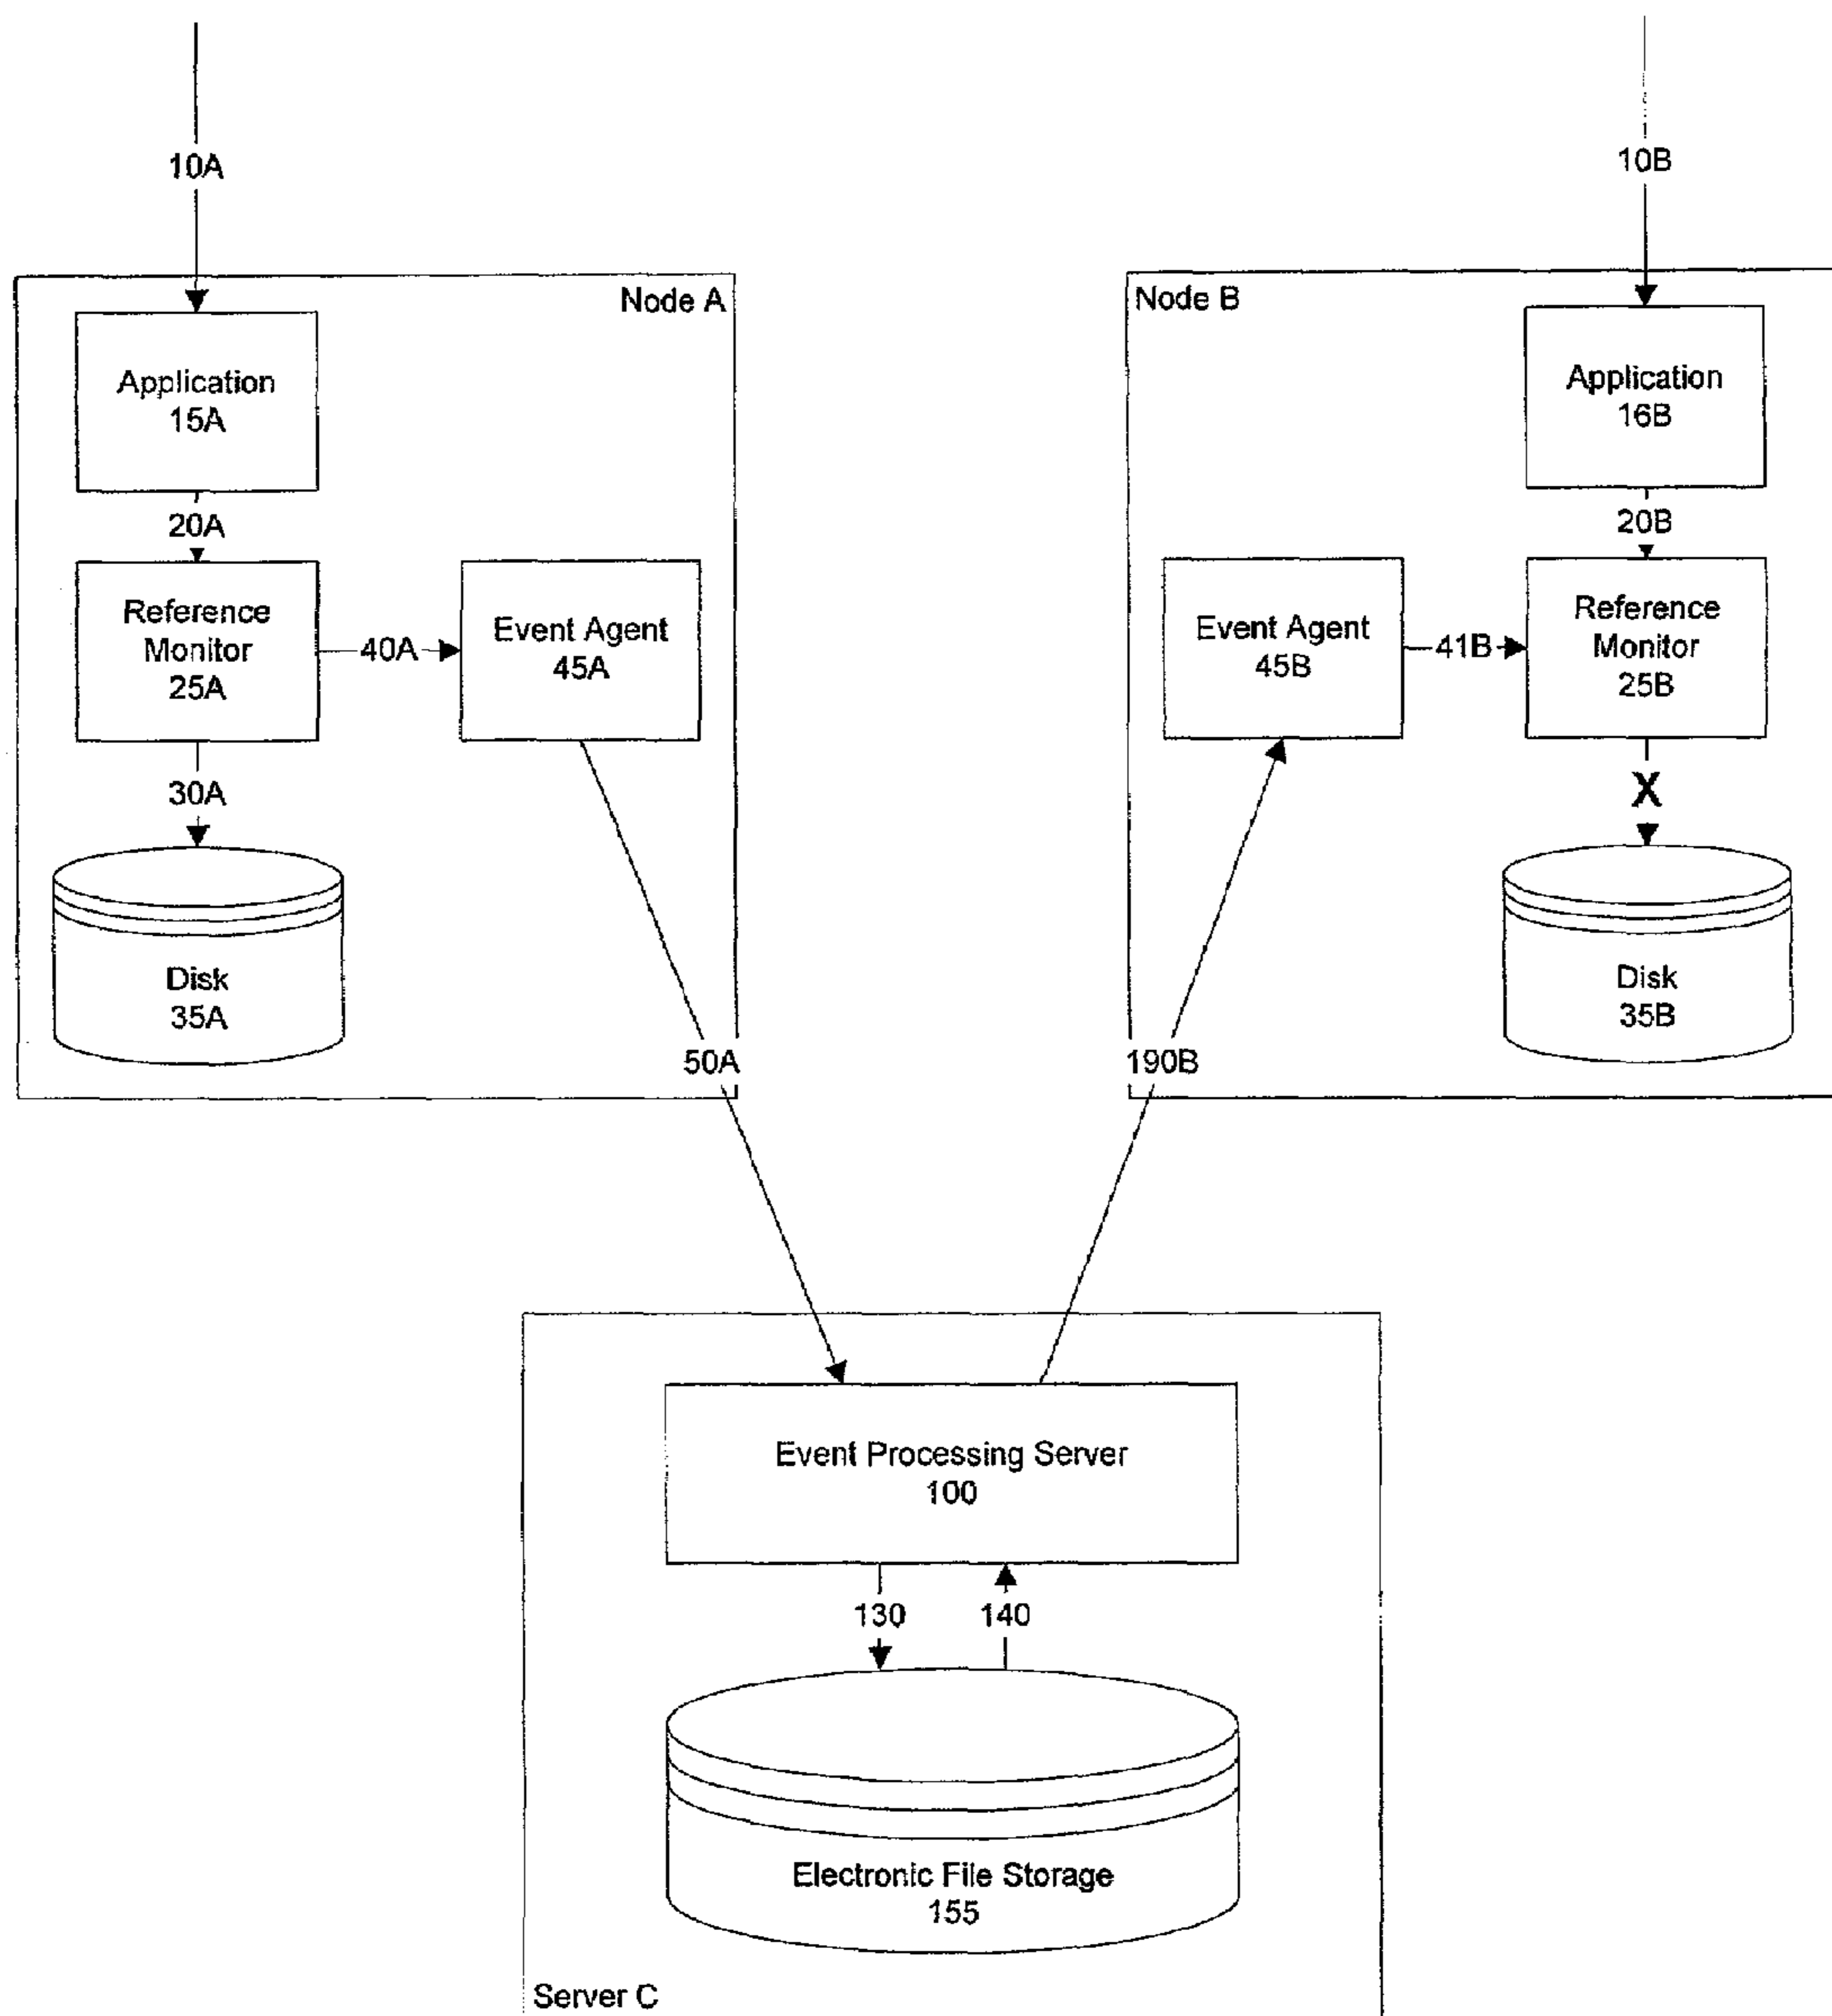 10A
10B
Node A
Node B
Application
15A
Application
16B
20A
20B
Reference
Monitor
25A
40A
Event Agent
45A
Event Agent
45B
41B
Reference
Monitor
25B
30A
X
Disk
35A
Disk
35B
50A
190B
Event Processing Server
100
130
140
Electronic File Storage
155
Server C